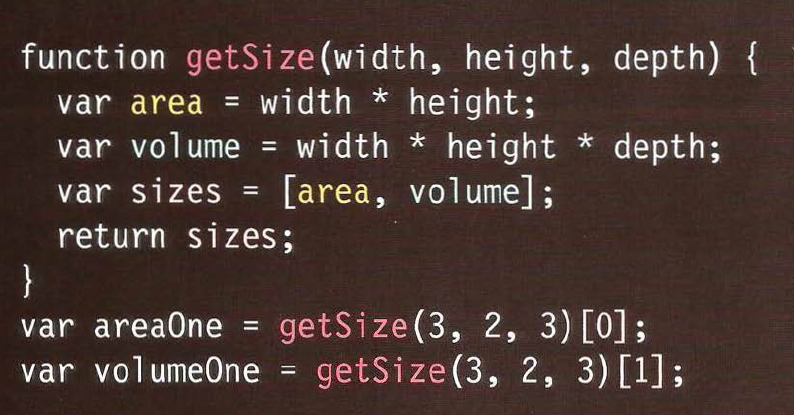 function getSize(width, height, depth) {
  var area = width * height;
  var volume = width * height * depth;
  var sizes = [area, volume];
  return sizes;
}
var areaOne = getSize(3, 2, 3)[0];
var volumeOne = getSize(3, 2, 3)[1];